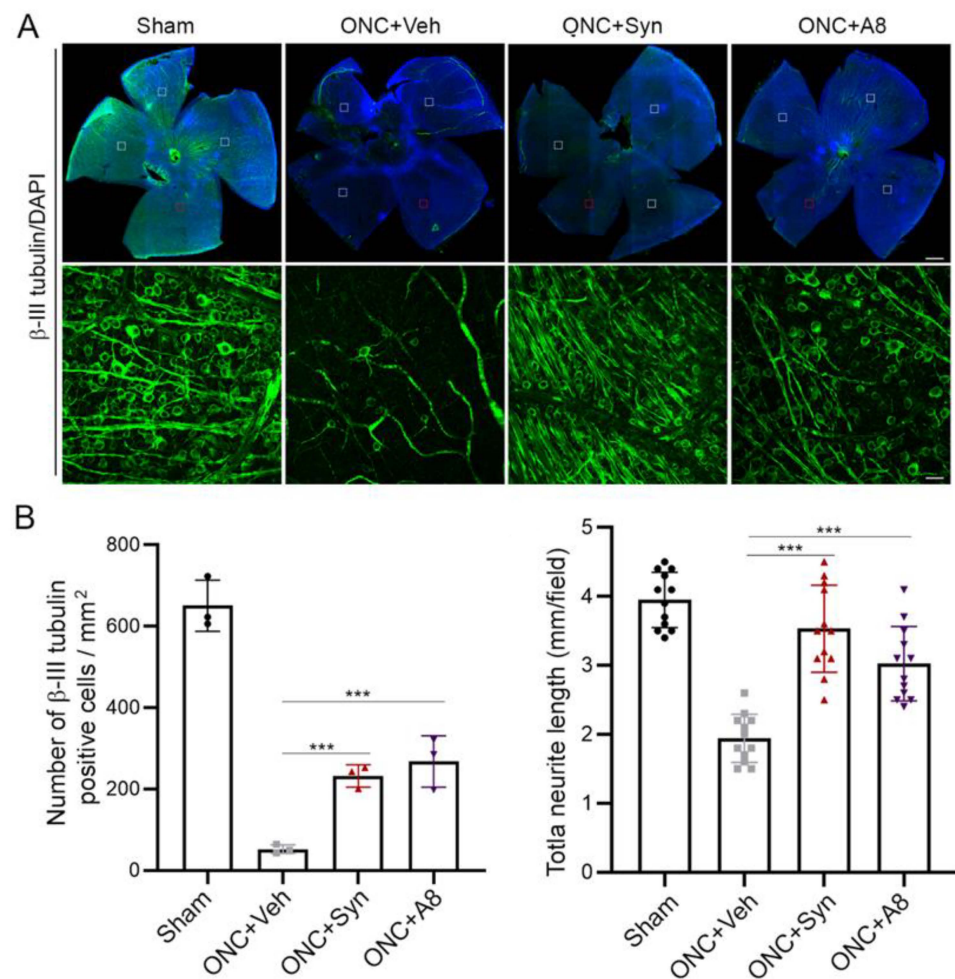 A
Sham
ONC+Veh
ONC+Syn
ONC+A8
β-III tubulin/DAPI
B
Number of β-III tubulin
positive cells / mm²
800
600
400
200
0
***
***
Sham
ONC+Veh
ONC+Syn
ONC+A8
Totla neurite length (mm/field)
5
4
3
2
1
0
***
***
Sham
ONC+Veh
ONC+Syn
ONC+A8